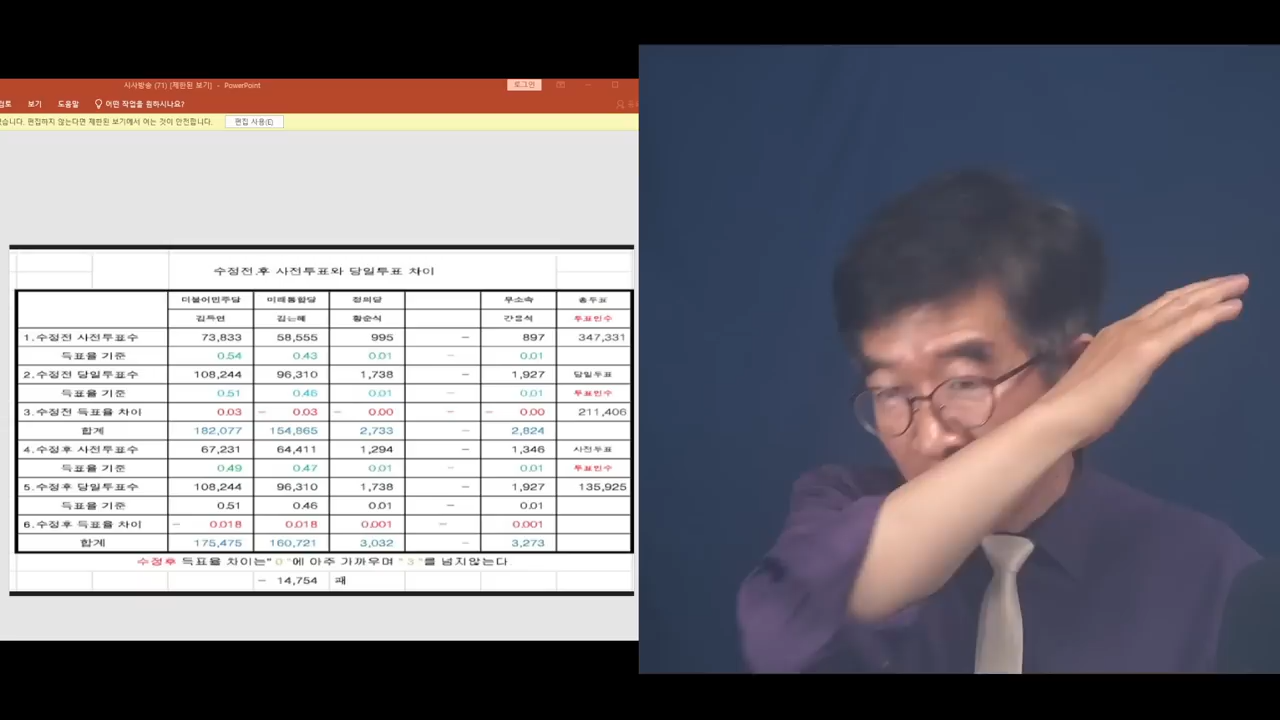 시사방송 (71) [제한된 보기] - PowerPoint
로그인
검토 보기 도움말 어떤 작업을 원하시나요?
있습니다. 편집하지 않는다면 제한된 보기에서 여는 것이 안전합니다. 편집 사용(E)
수정전.후 사전투표와 당일투표 차이
더불어민주당 미래통합당 정의당 무소속 총투표
황순식 투표인수
1.수정전 사전투표수 73,833 58,555 995 - 897 347,331
득표율 기준 0.54 0.43 0.01 - 0.01
2.수정전 당일투표수 108,244 96,310 1,738 - 1,927 당일투표
득표율 기준 0.51 0.46 0.01 - 0.01 투표인수
3.수정전 득표율 차이 0.03 - 0.03 - 0.00 - - 0.00 211,406
합계 182,077 154,865 2,733 - 2,824
4.수정후 사전투표수 67,231 64,411 1,294 - 1,346 사전투표
득표율 기준 0.49 0.47 0.01 - 0.01 투표인수
5.수정후 당일투표수 108,244 96,310 1,738 - 1,927 135,925
득표율 기준 0.51 0.46 0.01 - 0.01
6.수정후 득표율 차이 - 0.018 0.018 0.001 - 0.001
합계 175,475 160,721 3,032 - 3,273
수정후 득표율 차이는"0"에 아주 가까우며 "3"를 넘지않는다
- 14,754 패